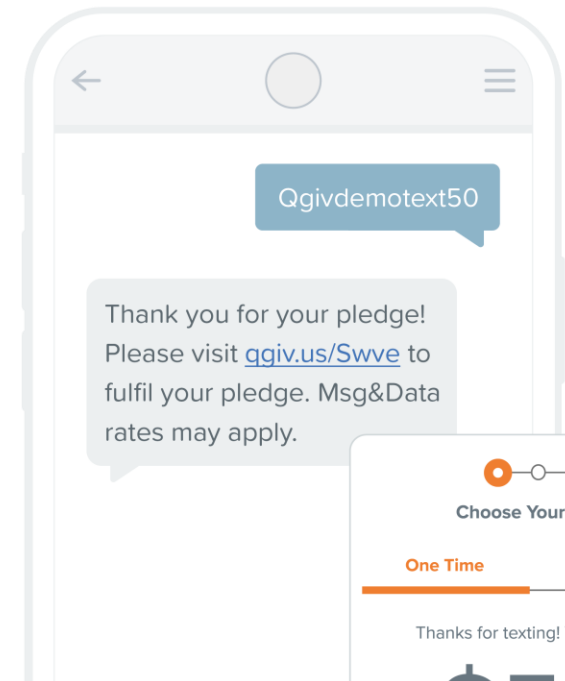 Qgivdemotext50
Thank you for your pledge!
Please visit qgiv.us/Swve to
fulfil your pledge. Msg&Data
rates may apply.
Choose Your
One Time
Thanks for texting!